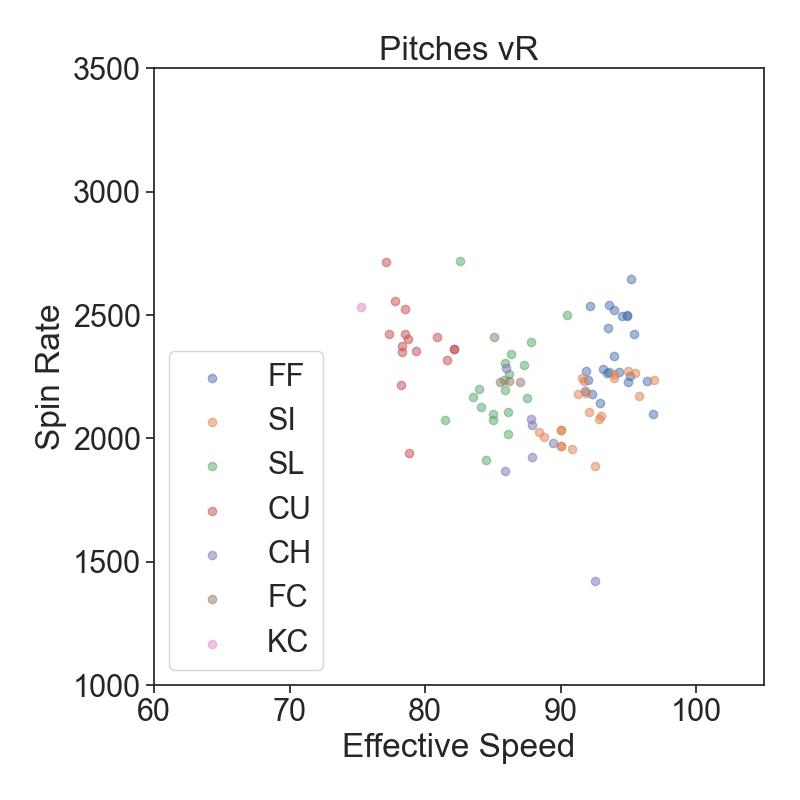 Pitches vR
3500
3000
2500
2000
1500
1000
Spin Rate
FF
SI
SL
CU
CH
FC
KC
60 70 80 90 100
Effective Speed